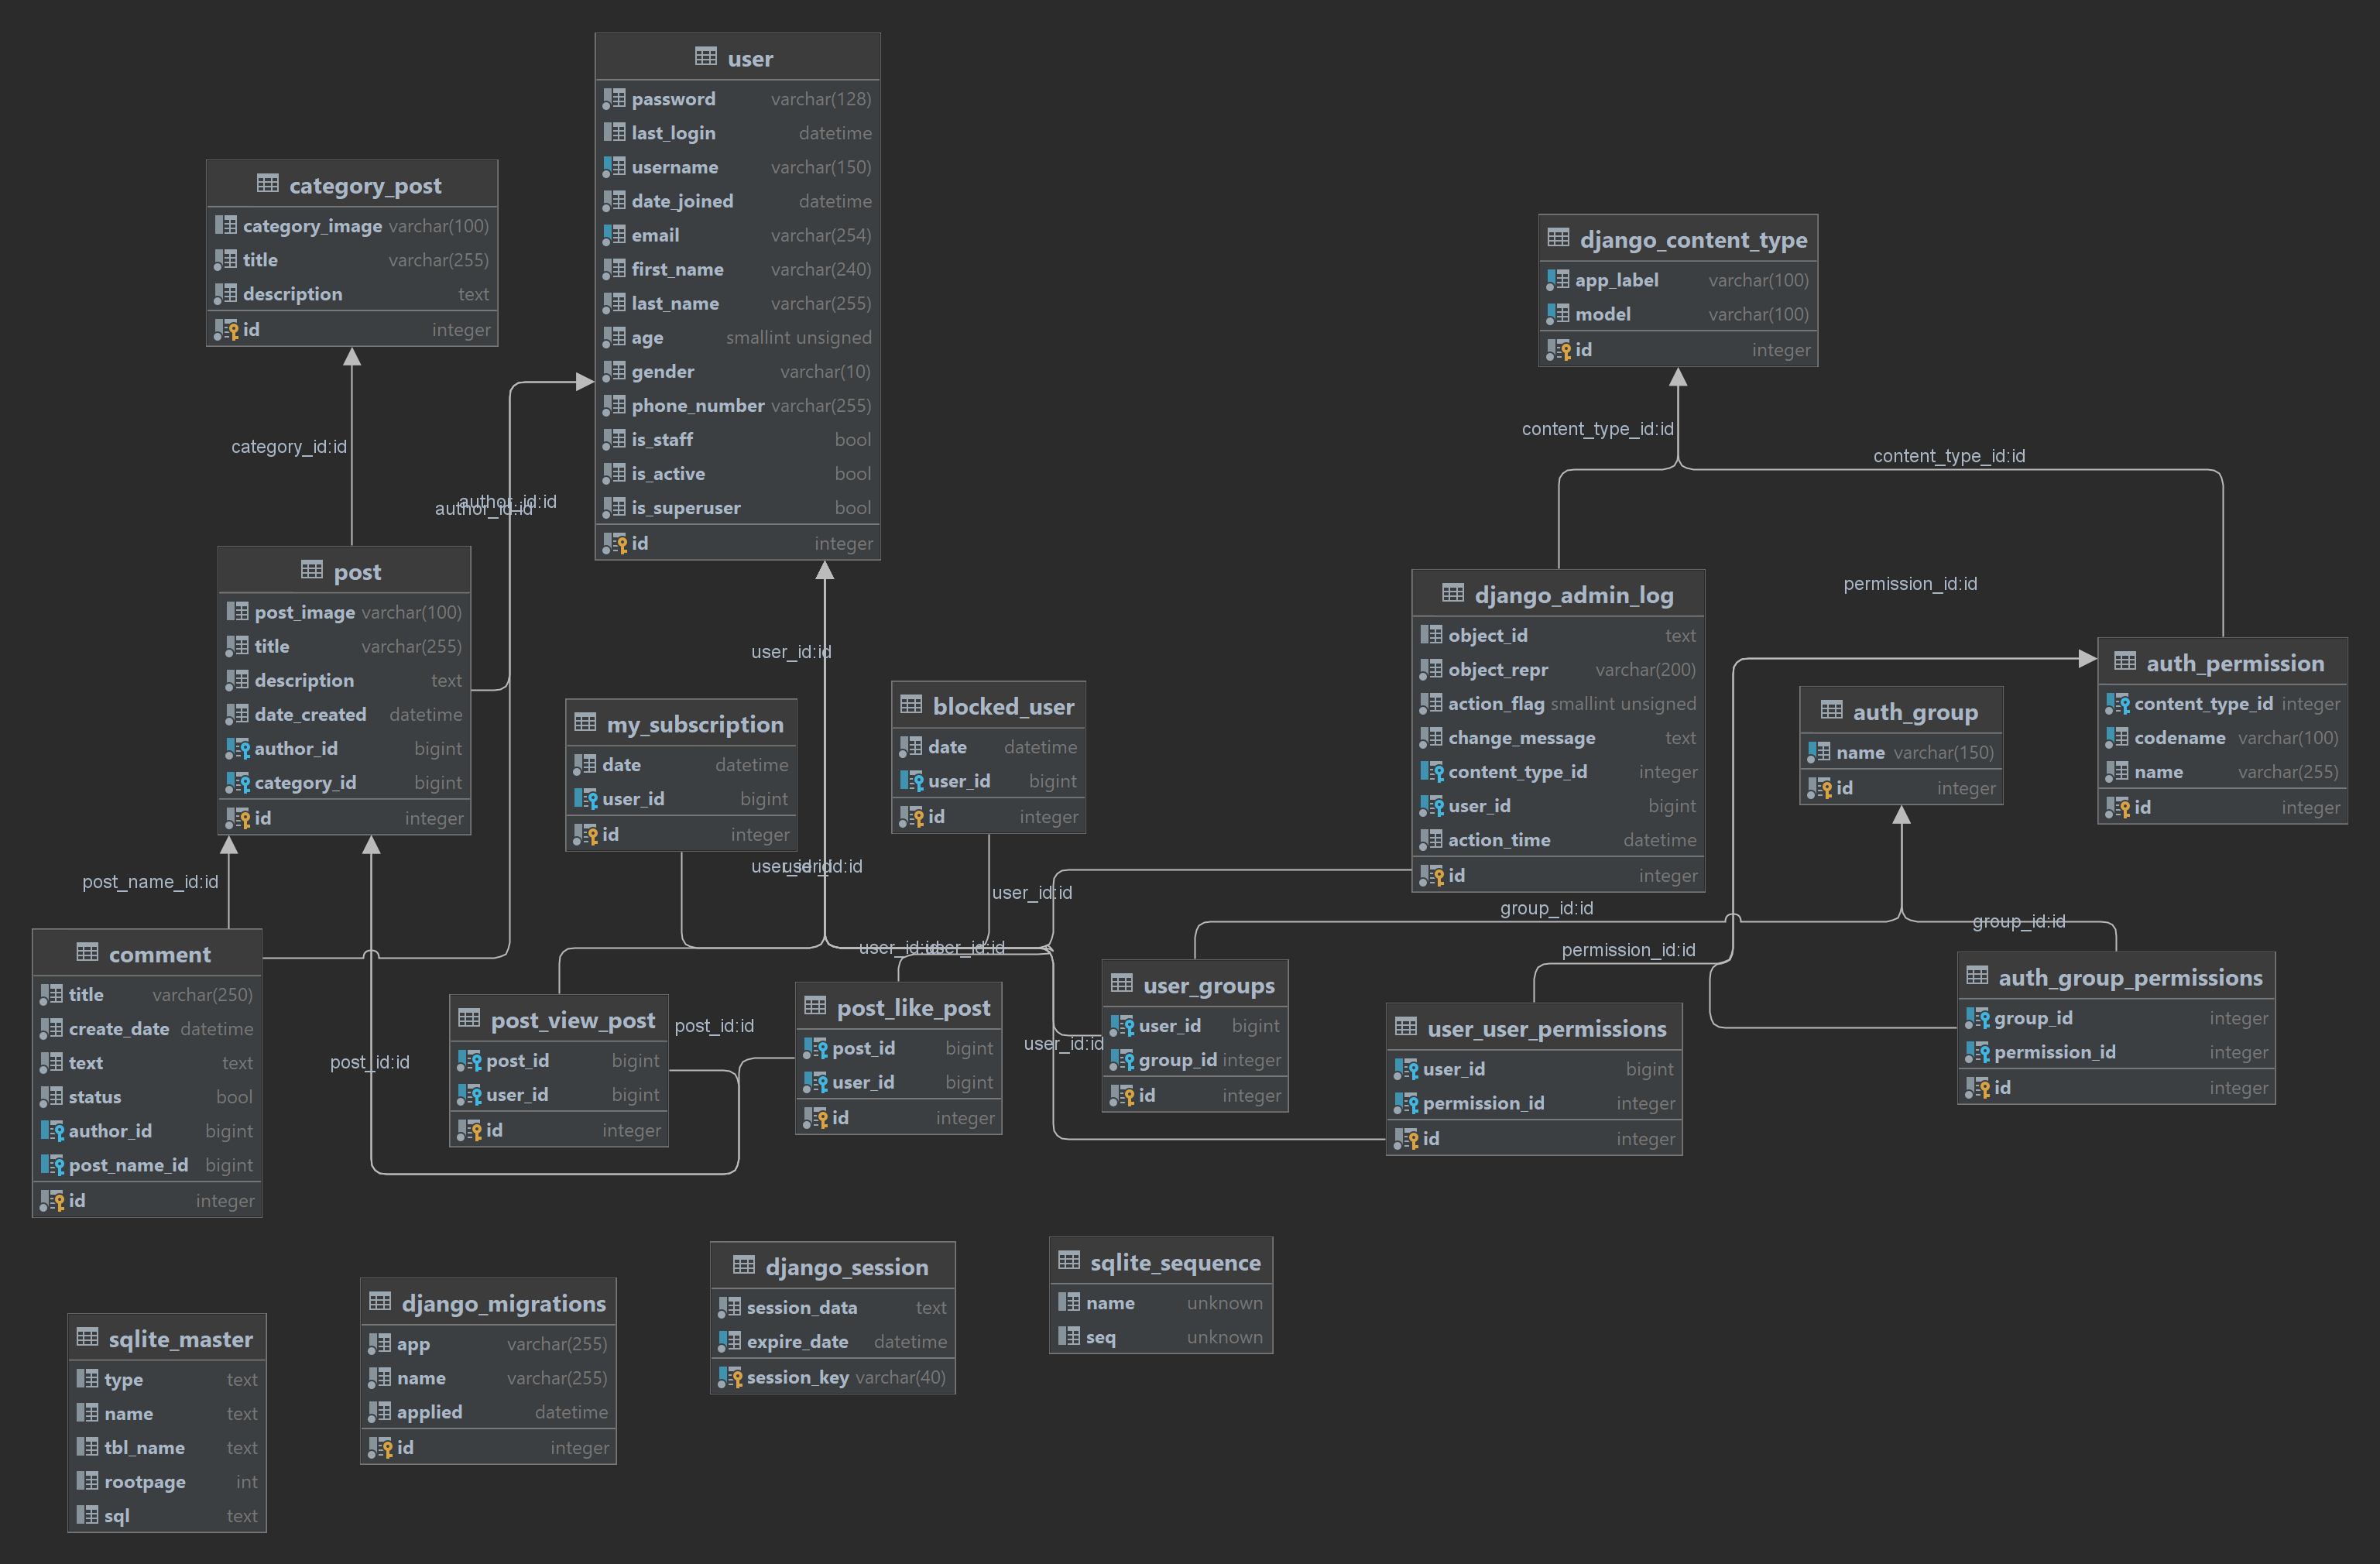 user
password varchar(128)
last_login datetime
username varchar(150)
date_joined datetime
email varchar(254)
first_name varchar(240)
last_name varchar(255)
age smallint unsigned
gender varchar(10)
phone_number varchar(255)
is_staff bool
is_active bool
is_superuser bool
id integer
category_post
category_image varchar(100)
title varchar(255)
description text
id integer
django_content_type
app_label varchar(100)
model varchar(100)
id integer
category_id:id
content_type_id:id
content_type_id:id
author_id:id
author_id:id
post
post_image varchar(100)
title varchar(255)
description text
date_created datetime
author_id bigint
category_id bigint
id integer
user_id:id
my_subscription
date datetime
user_id bigint
id integer
blocked_user
date datetime
user_id bigint
id integer
django_admin_log
object_id text
object_repr varchar(200)
action_flag smallint unsigned
change_message text
content_type_id integer
user_id bigint
action_time datetime
id integer
permission_id:id
auth_group
name varchar(150)
id integer
auth_permission
content_type_id integer
codename varchar(100)
name varchar(255)
id integer
post_name_id:id
user_id:id
user_id:id
user_id:id
group_id:id
group_id:id
user_id:id
user_id:id
permission_id:id
comment
title varchar(250)
create_date datetime
text text
status bool
author_id bigint
post_name_id bigint
id integer
post_id:id
post_view_post
post_id bigint
user_id bigint
id integer
post_id:id
post_like_post
post_id bigint
user_id bigint
id integer
user_id:id
user_groups
user_id bigint
group_id integer
id integer
user_user_permissions
user_id bigint
permission_id integer
id integer
auth_group_permissions
group_id integer
permission_id integer
id integer
sqlite_master
type text
name text
tbl_name text
rootpage int
sql text
django_migrations
app varchar(255)
name varchar(255)
applied datetime
id integer
django_session
session_data text
expire_date datetime
session_key varchar(40)
sqlite_sequence
name unknown
seq unknown